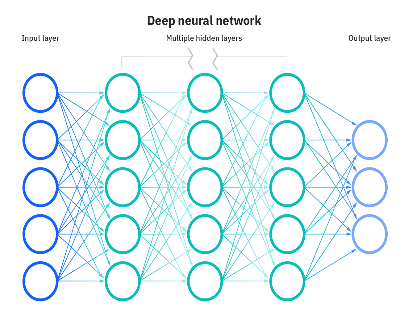 Deep neural network
Input layer
Multiple hidden layers
Output layer